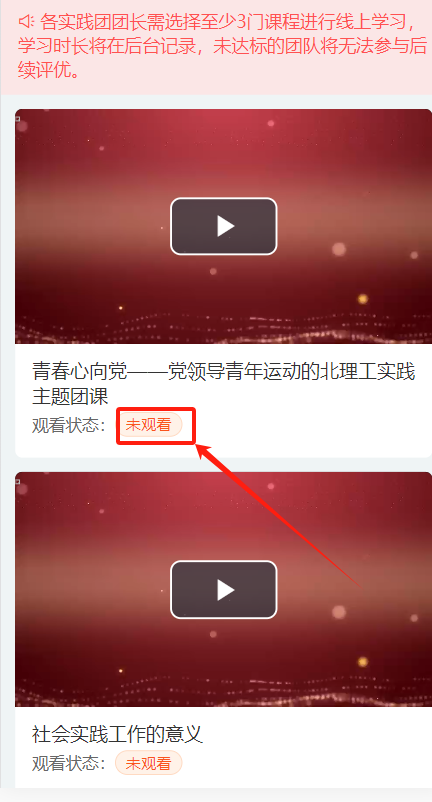 各实践团团长需选择至少3门课程进行线上学习，
学习时长将在后台记录，未达标的团队将无法参与后
续评优。
青春心向党——党领导青年运动的北理工实践
主题团课
观看状态： 未观看
社会实践工作的意义
观看状态： 未观看